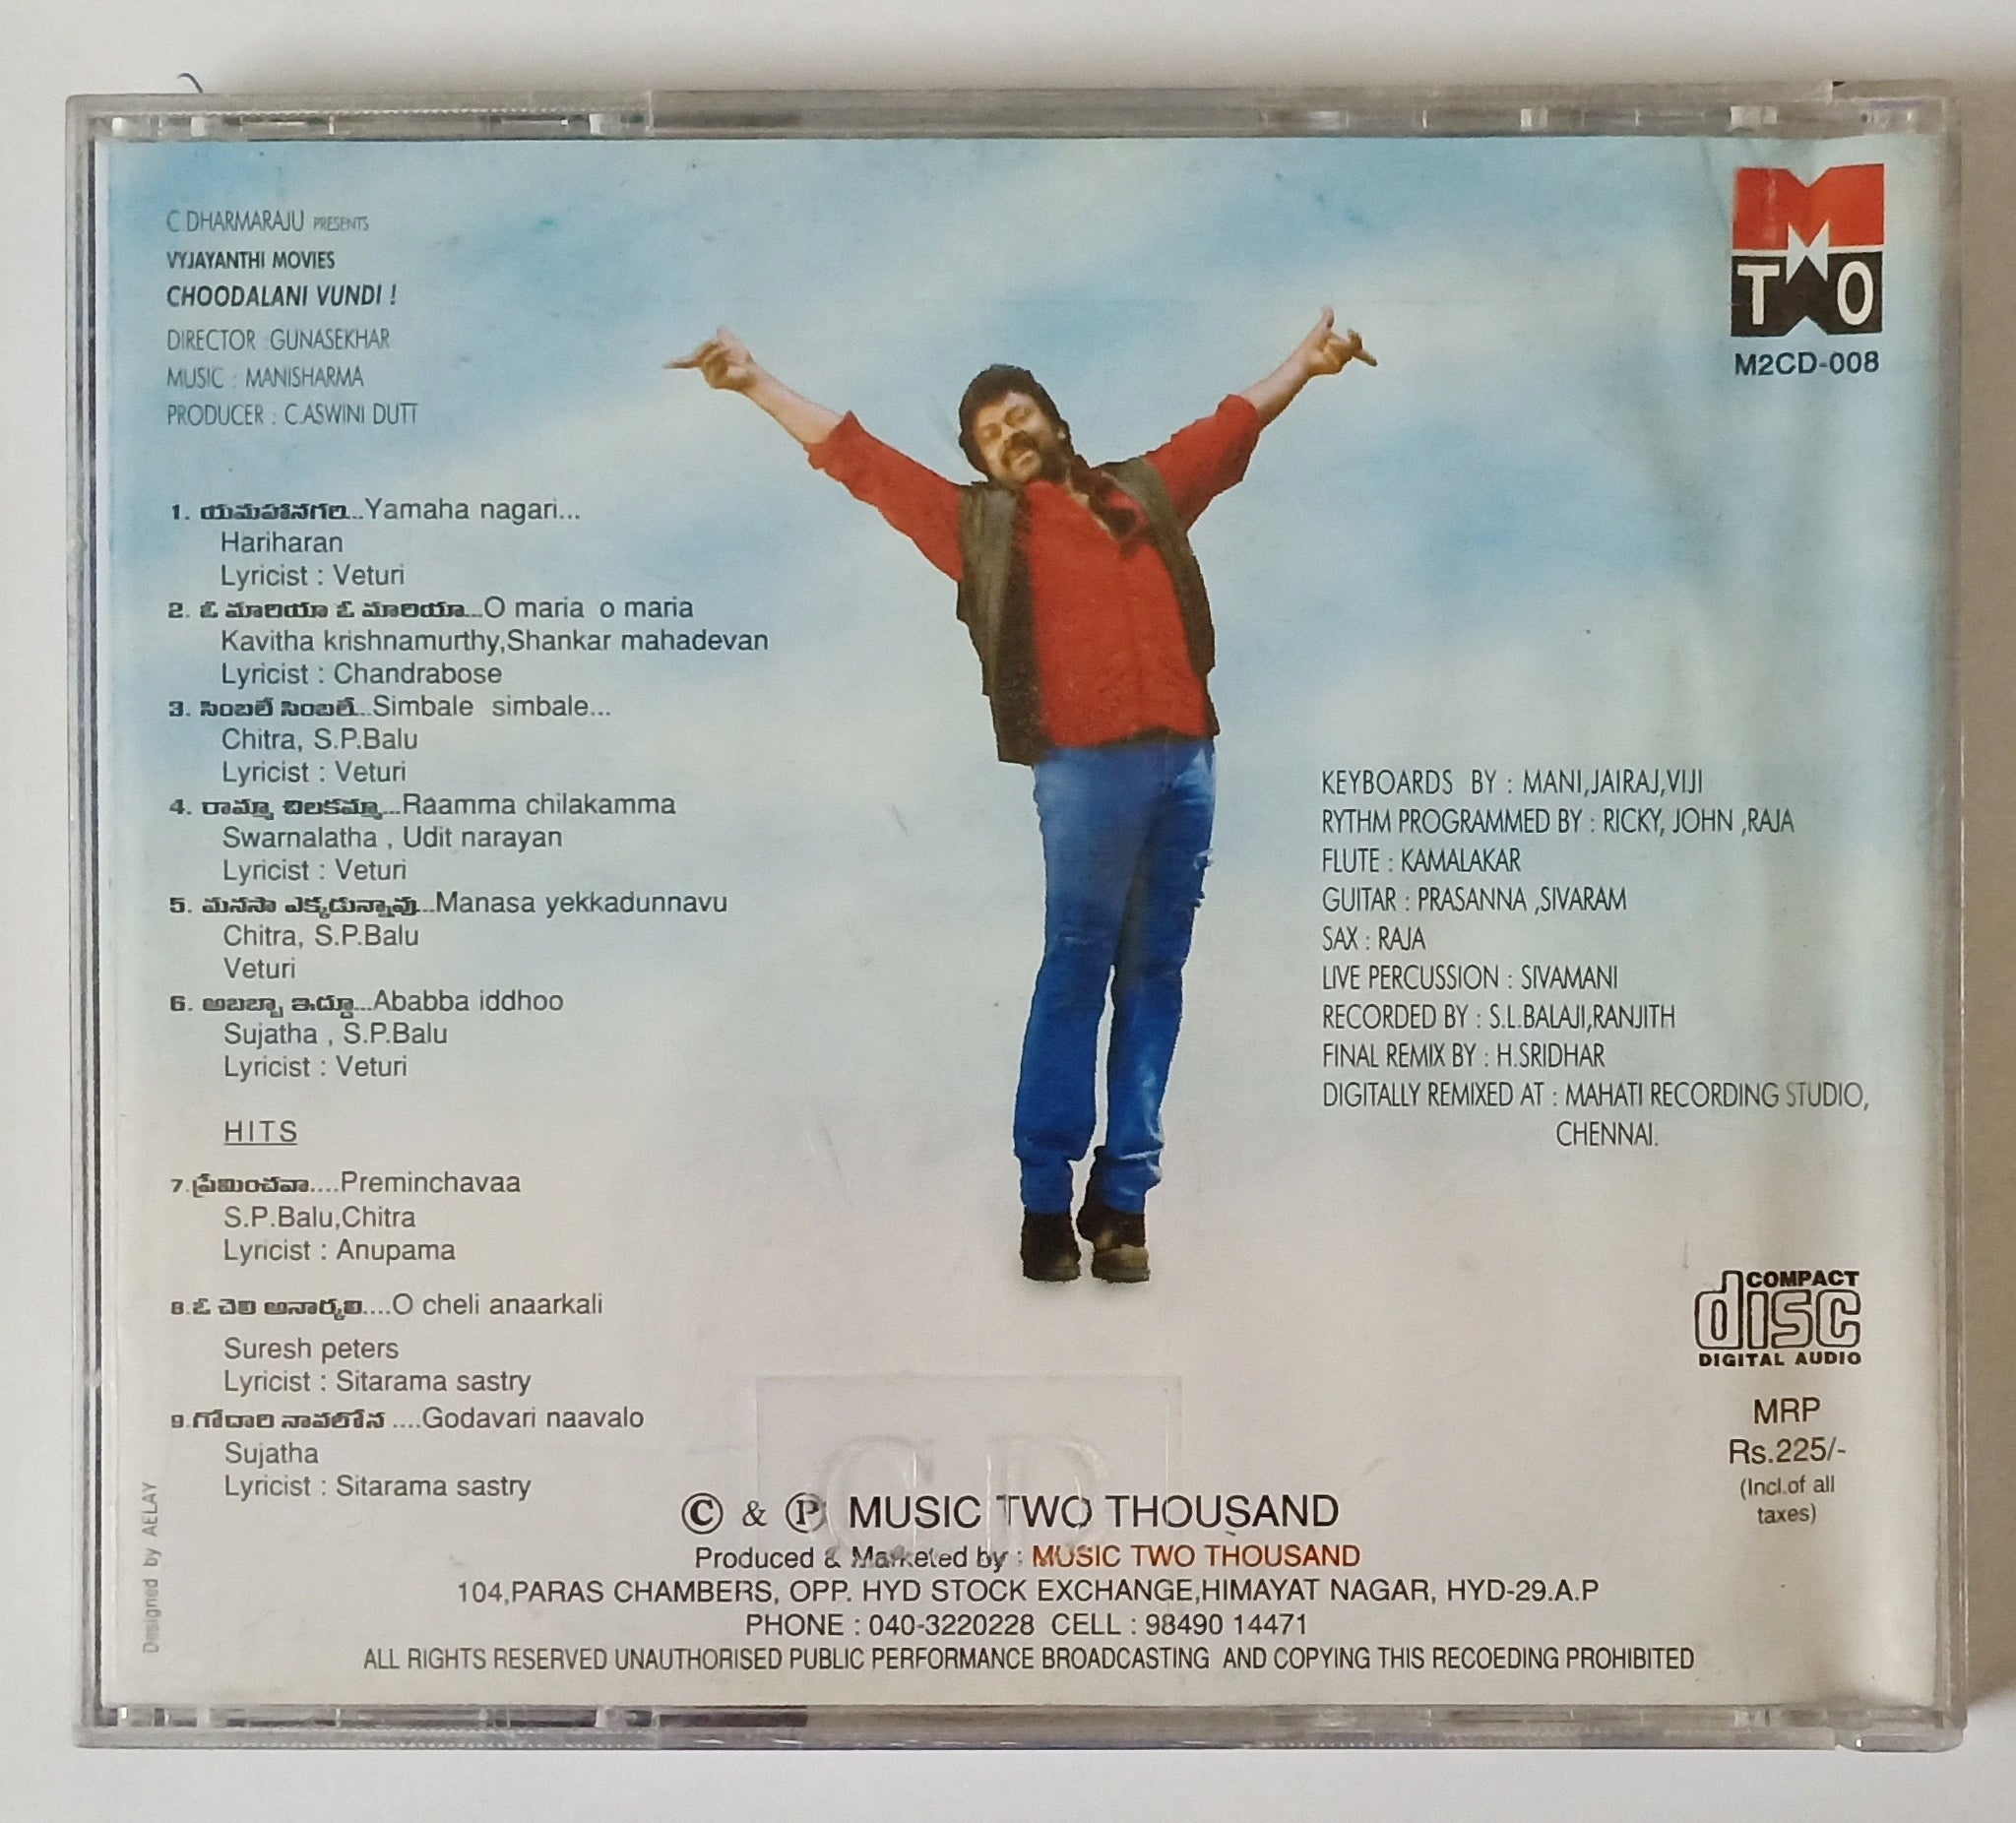 C DHARMARAJU PRESENTS
VYJAYANTHI MOVIES
CHOODALANI VUNDI !
DIRECTOR :GUNASEKHAR
MUSIC : MANISHARMA
PRODUCER : C.ASWINI DUTT
M
TWO
M2CD-008
1. యమహానగరి...Yamaha nagari...
Hariharan
Lyricist : Veturi
2. ఓ మారియా ఓ మారియా...O maria o maria
Kavitha krishnamurthy,Shankar mahadevan
Lyricist : Chandrabose
3. సింబలే సింబలే...Simbale simbale...
Chitra, S.P.Balu
Lyricist : Veturi
4. రామ్మా చిలకమ్మా...Raamma chilakamma
Swarnalatha , Udit narayan
Lyricist : Veturi
5. మనసా ఎక్కడున్నావు...Manasa yekkadunnavu
Chitra, S.P.Balu
Veturi
6. అబబ్బా ఇద్దూ...Ababba iddhoo
Sujatha , S.P.Balu
Lyricist : Veturi
HITS
7.ప్రేమించవా....Preminchavaa
S.P.Balu,Chitra
Lyricist : Anupama
8.ఓ చెలి అనార్కలి....O cheli anaarkali
Suresh peters
Lyricist : Sitarama sastry
9.గోదారి నావలోన ....Godavari naavalo
Sujatha
Lyricist : Sitarama sastry
KEYBOARDS BY : MANI,JAIRAJ,VIJI
RYTHM PROGRAMMED BY : RICKY, JOHN ,RAJA
FLUTE : KAMALAKAR
GUITAR : PRASANNA ,SIVARAM
SAX : RAJA
LIVE PERCUSSION : SIVAMANI
RECORDED BY : S.L.BALAJI,RANJITH
FINAL REMIX BY : H.SRIDHAR
DIGITALLY REMIXED AT : MAHATI RECORDING STUDIO,
CHENNAI.
COMPACT
disc
DIGITAL AUDIO
MRP
Rs.225/-
(Incl.of all
taxes)
CD
© & ℗ MUSIC TWO THOUSAND
Produced & Marketed by : MUSIC TWO THOUSAND
104,PARAS CHAMBERS, OPP. HYD STOCK EXCHANGE,HIMAYAT NAGAR, HYD-29.A.P
PHONE : 040-3220228 CELL : 98490 14471
ALL RIGHTS RESERVED UNAUTHORISED PUBLIC PERFORMANCE BROADCASTING AND COPYING THIS RECOEDING PROHIBITED
Diisigned by AELAY